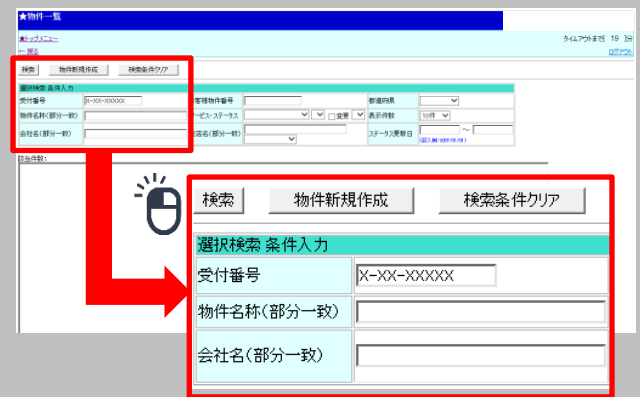 ★物件一覧
★トップメニュー
← 戻る
タイムアウトまで[ 19 ]分
ログアウト
検索 物件新規作成 検索条件クリア
選択検索 条件入力
受付番号 X-XX-XXXXX 客様物件番号 都道府県
物件名称(部分一致) ービス・ステータス 変更 表示件数 10件
会社名(部分一致) 店名(部分一致) ステータス更新日 ～
(記入例:2001/01/01)
該当件数:
検索 物件新規作成 検索条件クリア
選択検索 条件入力
受付番号 X-XX-XXXXX
物件名称(部分一致)
会社名(部分一致)